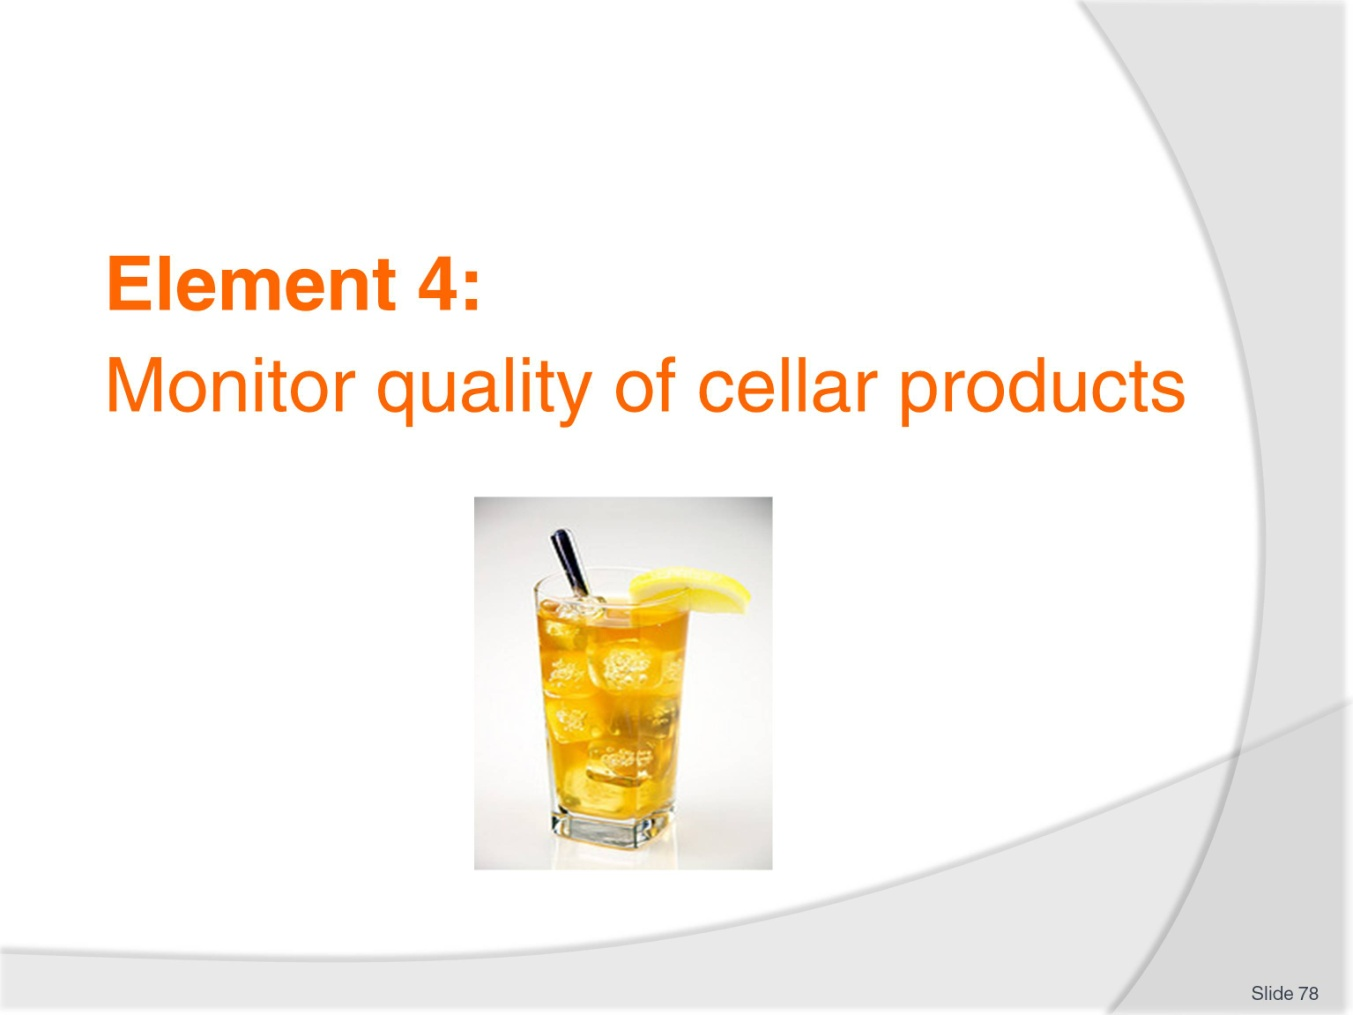 Element 4:
Monitor quality of cellar products
Slide 78